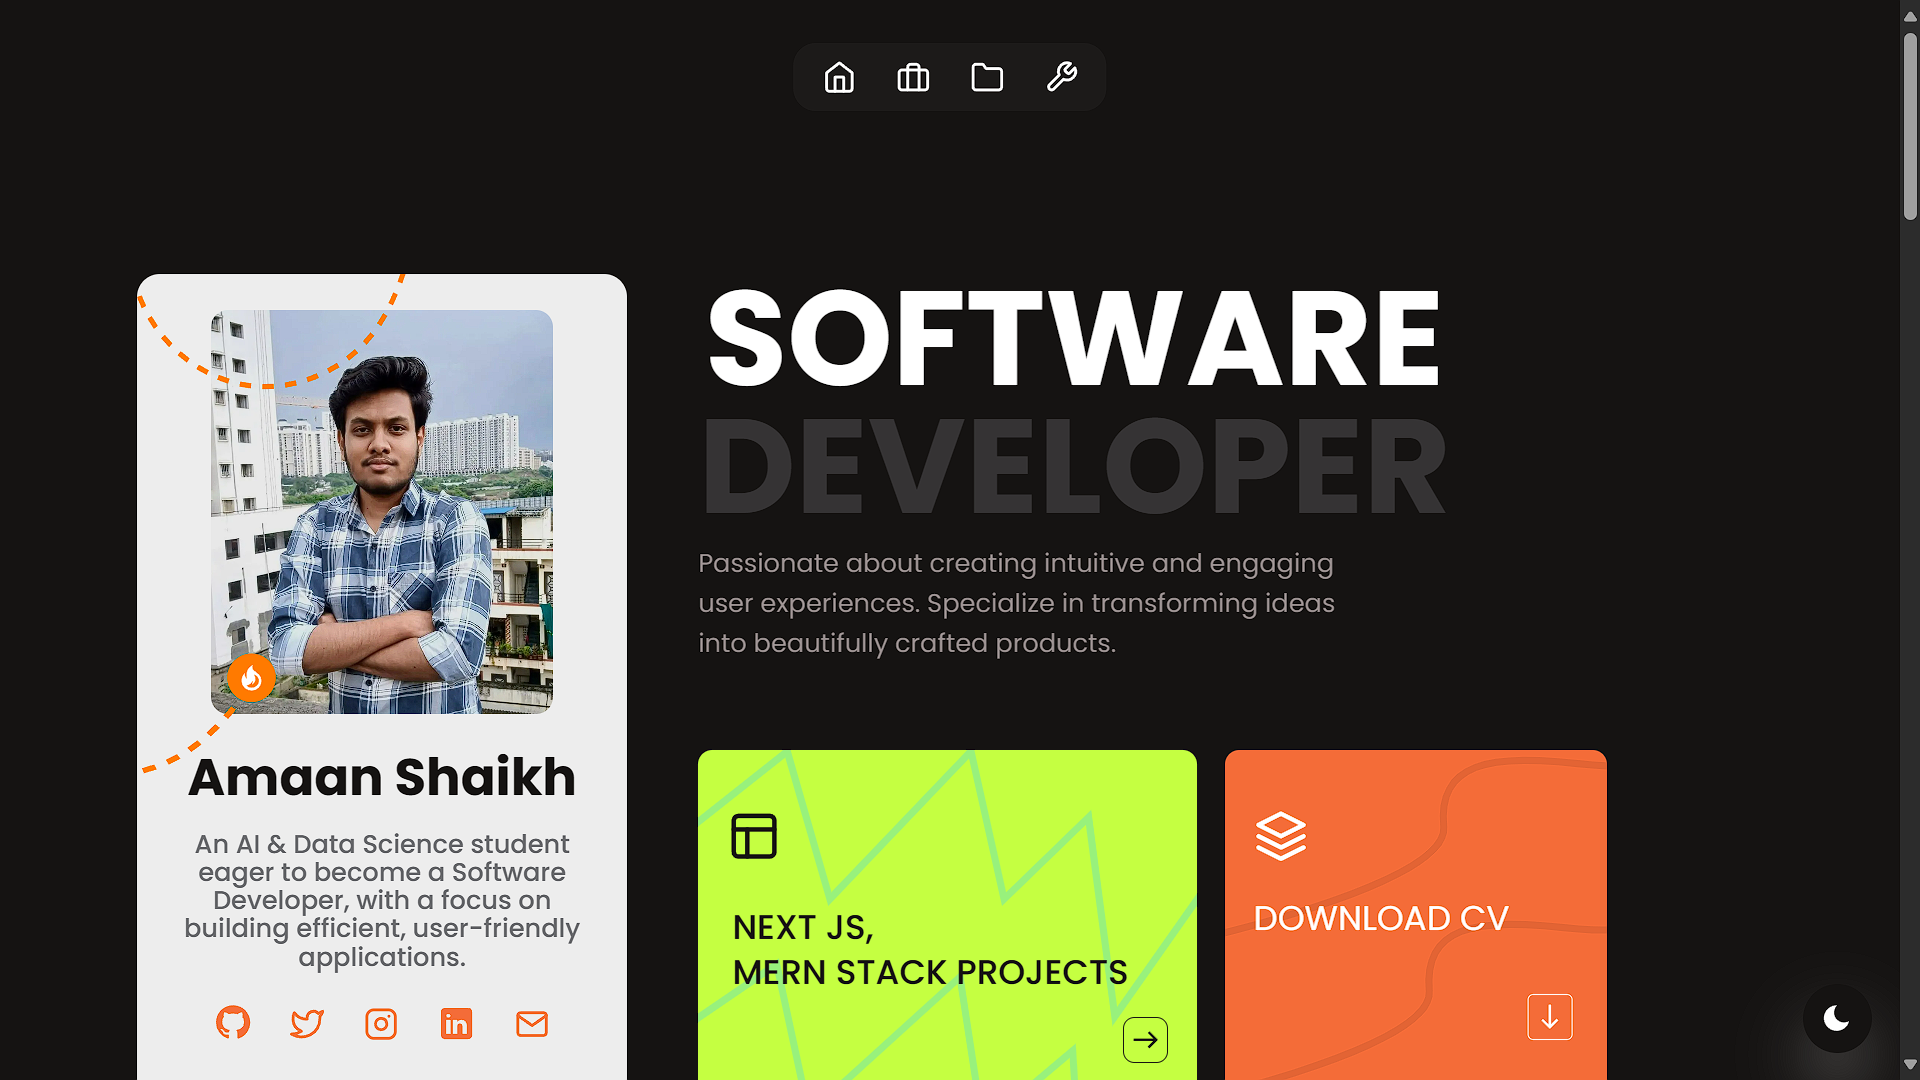 Amaan Shaikh
An AI & Data Science student
eager to become a Software
Developer, with a focus on
building efficient, user-friendly
applications.
SOFTWARE
DEVELOPER
Passionate about creating intuitive and engaging
user experiences. Specialize in transforming ideas
into beautifully crafted products.
NEXT JS,
MERN STACK PROJECTS
DOWNLOAD CV